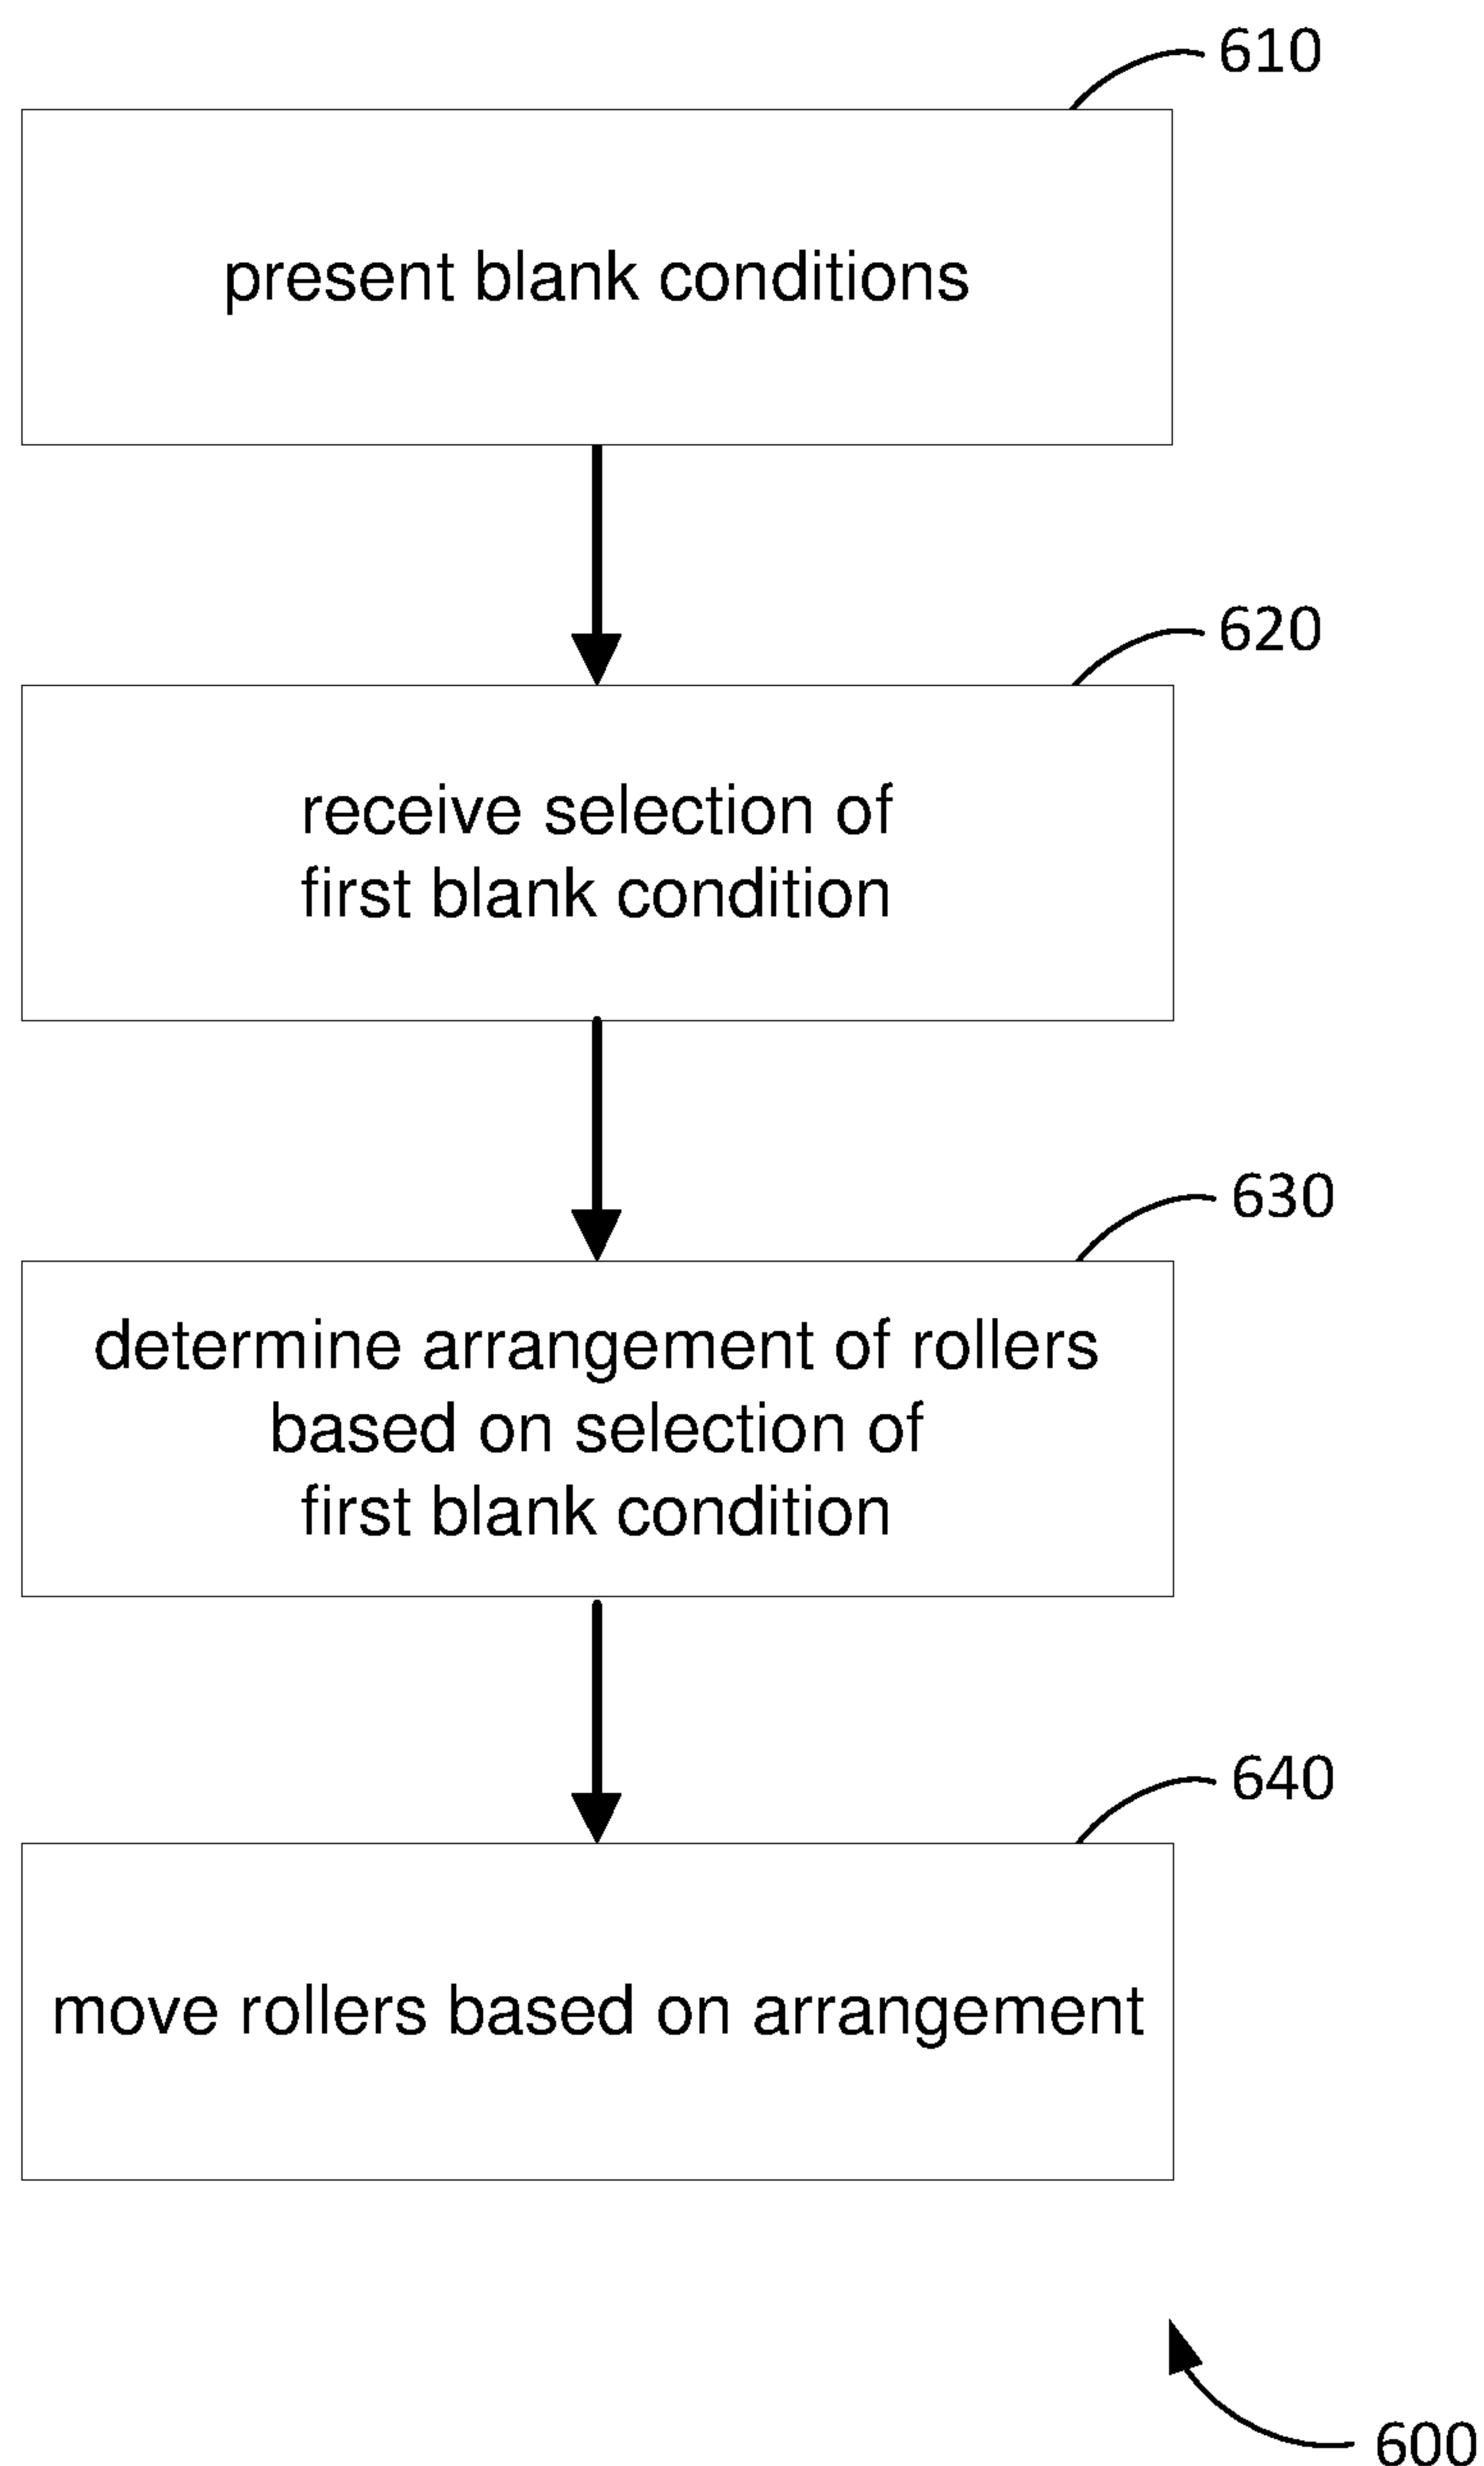 610
present blank conditions
620
receive selection of
first blank condition
630
determine arrangement of rollers
based on selection of
first blank condition
640
move rollers based on arrangement
600